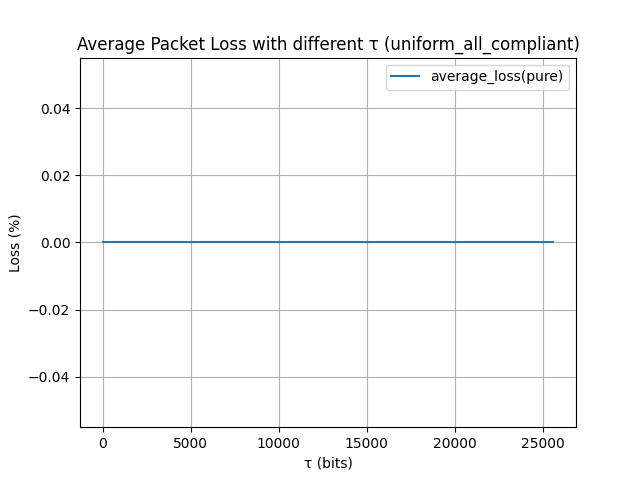 Average Packet Loss with different τ (uniform_all_compliant)
average_loss(pure)
0.04
0.02
0.00
−0.02
−0.04
Loss (%)
0 5000 10000 15000 20000 25000
τ (bits)